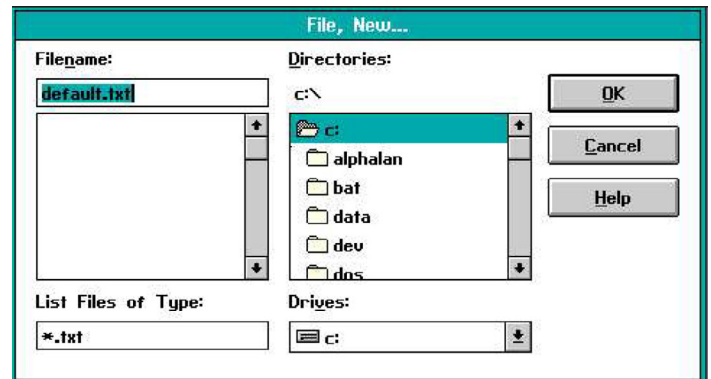 File, New...
Filename:
default.txt
List Files of Type:
*.txt
Directories:
c:\
c:
alphalan
bat
data
dev
dos
Drives:
c:
OK
Cancel
Help